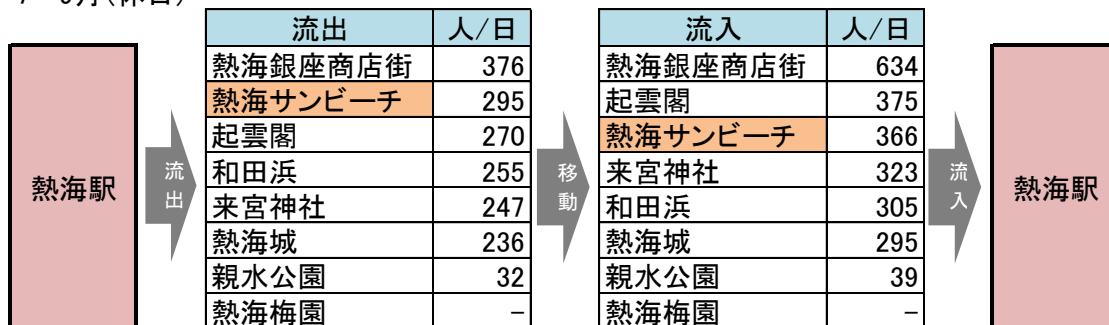 流出 人/日
熱海銀座商店街 376
熱海サンビーチ 295
起雲閣 270
和田浜 255
来宮神社 247
熱海城 236
親水公園 32
熱海梅園 －
流入 人/日
熱海銀座商店街 634
起雲閣 375
熱海サンビーチ 366
来宮神社 323
和田浜 305
熱海城 295
親水公園 39
熱海梅園 －
熱海駅
流出
移動
流入
熱海駅